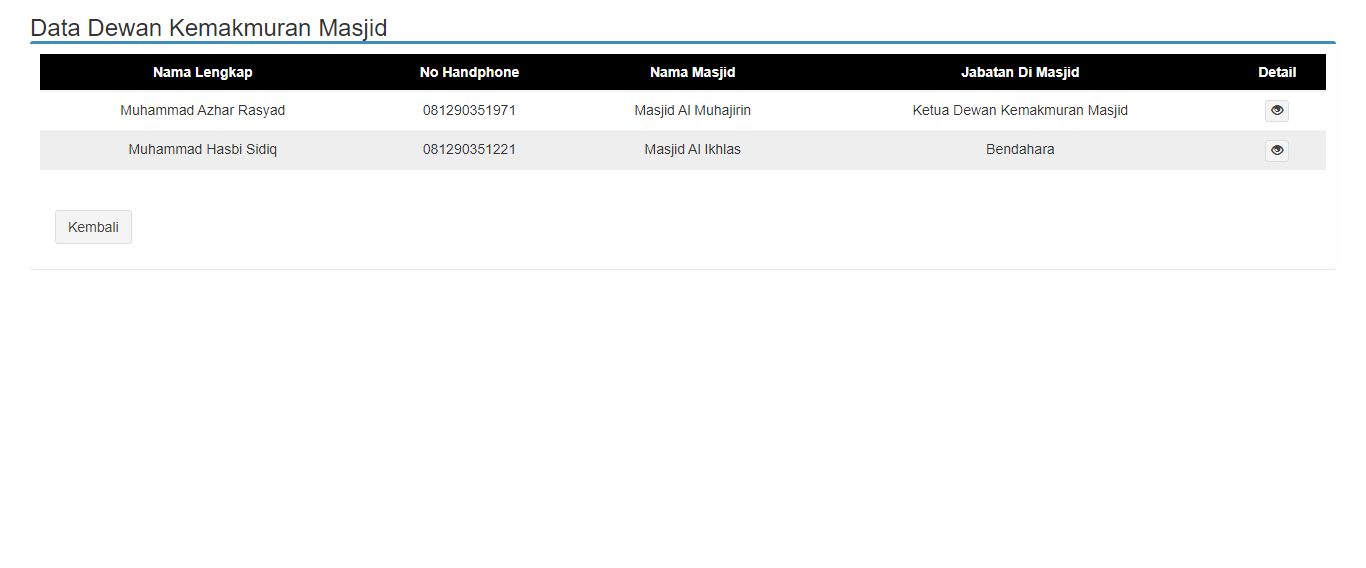 Data Dewan Kemakmuran Masjid
Nama Lengkap No Handphone Nama Masjid Jabatan Di Masjid Detail
Muhammad Azhar Rasyad 081290351971 Masjid Al Muhajirin Ketua Dewan Kemakmuran Masjid
Muhammad Hasbi Sidiq 081290351221 Masjid Al Ikhlas Bendahara
Kembali